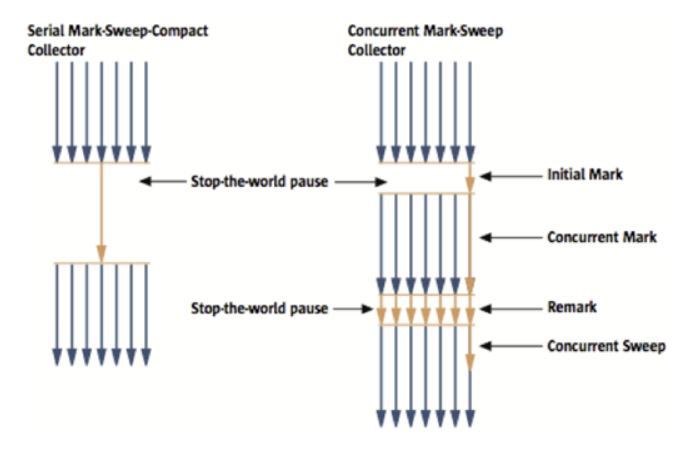 Serial Mark-Sweep-Compact
Collector
Concurrent Mark-Sweep
Collector
Stop-the-world pause
Initial Mark
Concurrent Mark
Stop-the-world pause
Remark
Concurrent Sweep